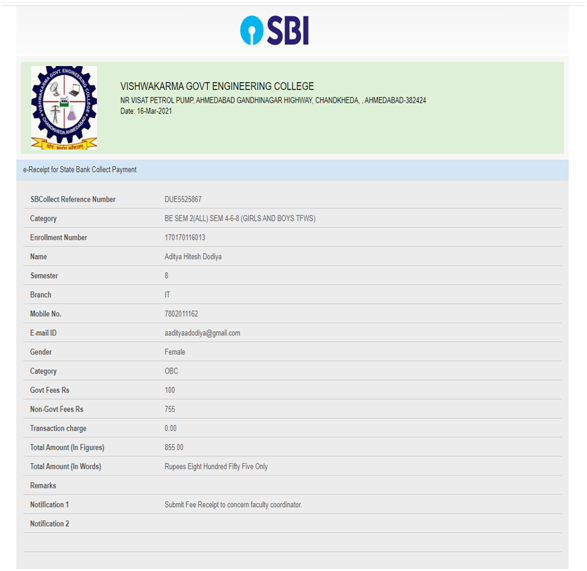 SBI
VISHWAKARMA GOVT ENGINEERING COLLEGE
NR VISAT PETROL PUMP, AHMEDABAD GANDHINAGAR HIGHWAY, CHANDKHEDA, , AHMEDABAD-382424
Date: 16-Mar-2021
e-Receipt for State Bank Collect Payment
SBCollect Reference Number DUE5525867
Category BE SEM 2(ALL) SEM 4-6-8 (GIRLS AND BOYS TFWS)
Enrollment Number 170170116013
Name Aditya Hitesh Dodiya
Semester 8
Branch IT
Mobile No. 7802011162
E-mail ID aadityaadodiya@gmail.com
Gender Female
Category OBC
Govt Fees Rs 100
Non-Govt Fees Rs 755
Transaction charge 0.00
Total Amount (In Figures) 855.00
Total Amount (In Words) Rupees Eight Hundred Fifty Five Only
Remarks
Notification 1 Submit Fee Receipt to concern faculty coordinator.
Notification 2